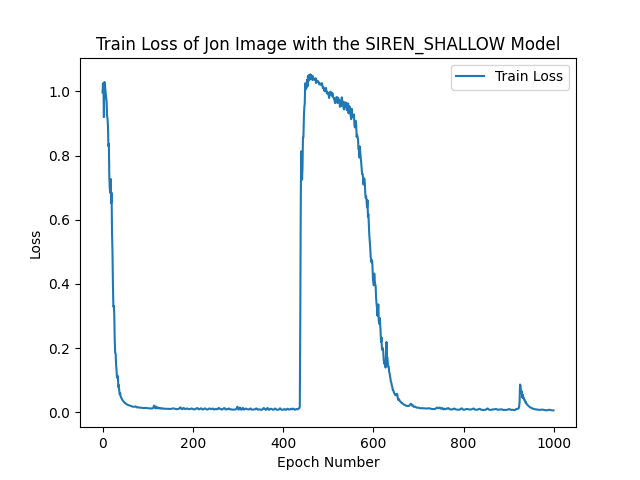 Train Loss of Jon Image with the SIREN_SHALLOW Model
Train Loss
1.0
0.8
0.6
0.4
0.2
0.0
Loss
0 200 400 600 800 1000
Epoch Number